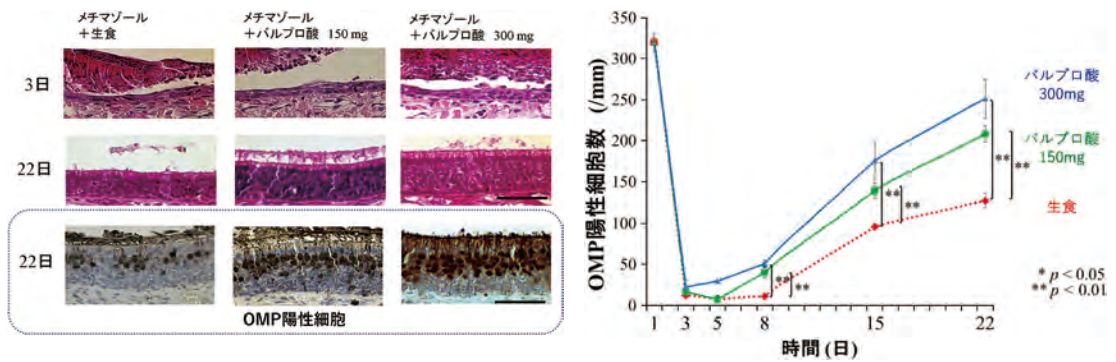 メチマゾール
＋生食
メチマゾール
＋バルプロ酸 150 mg
メチマゾール
＋バルプロ酸 300 mg
3日
22日
22日
OMP陽性細胞
OMP陽性細胞数 (/mm)
350
300
250
200
150
100
50
0
1
3
5
8
15
22
時間 (日)
**
**
**
**
**
**
バルプロ酸
300mg
バルプロ酸
150mg
生食
* p < 0.05
** p < 0.01